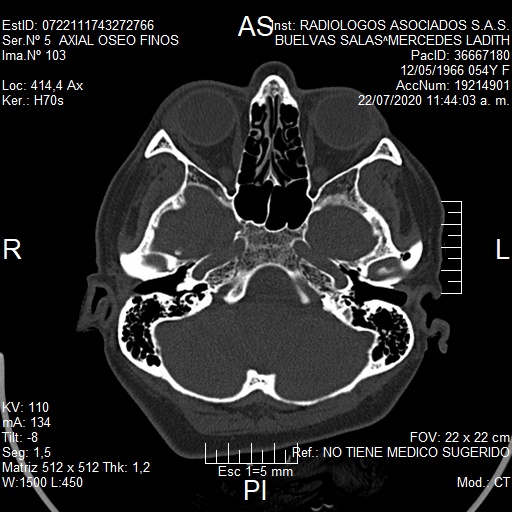 EstID: 0722111743272766
Ser.Nº 5 AXIAL OSEO FINOS
Ima.Nº 103
Loc: 414,4 Ax
Ker.: H70s
AS
Inst: RADIOLOGOS ASOCIADOS S.A.S.
BUELVAS SALAS^MERCEDES LADITH
PacID: 36667180
12/05/1966 054Y F
AccNum: 19214901
22/07/2020 11:44:03 a. m.
R
L
KV: 110
mA: 134
Tilt: -8
Seg: 1,5
Matriz 512 x 512 Thk: 1,2
W:1500 L:450
Esc 1=5 mm
PI
FOV: 22 x 22 cm
Ref.: NO TIENE MEDICO SUGERIDO
Mod.: CT